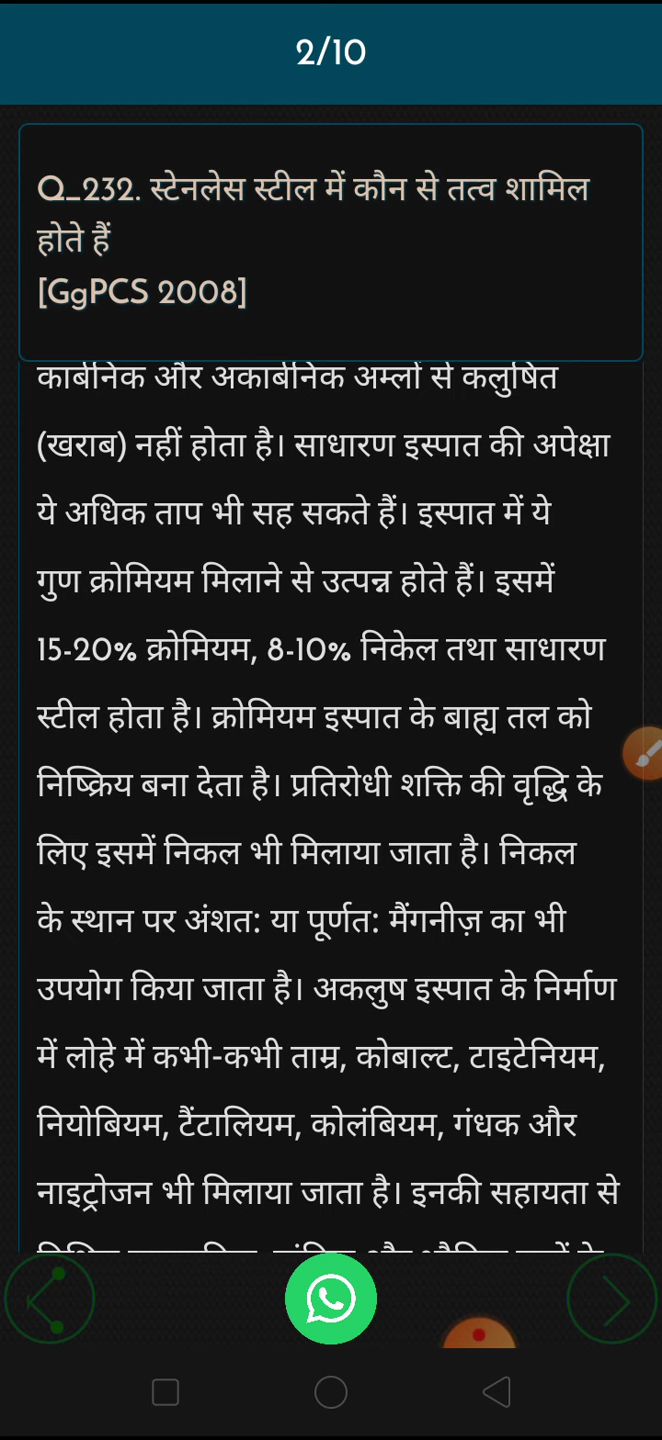 2/10
Q_232. स्टेनलेस स्टील में कौन से तत्व शामिल
होते हैं
[GgPCS 2008]
कार्बनिक और अकार्बनिक अम्लों से कलुषित
(खराब) नहीं होता है। साधारण इस्पात की अपेक्षा
ये अधिक ताप भी सह सकते हैं। इस्पात में ये
गुण क्रोमियम मिलाने से उत्पन्न होते हैं। इसमें
15-20% क्रोमियम, 8-10% निकेल तथा साधारण
स्टील होता है। क्रोमियम इस्पात के बाह्य तल को
निष्क्रिय बना देता है। प्रतिरोधी शक्ति की वृद्धि के
लिए इसमें निकल भी मिलाया जाता है। निकल
के स्थान पर अंशत: या पूर्णत: मैंगनीज़ का भी
उपयोग किया जाता है। अकलुष इस्पात के निर्माण
में लोहे में कभी-कभी ताम्र, कोबाल्ट, टाइटेनियम,
नियोबियम, टैंटालियम, कोलंबियम, गंधक और
नाइट्रोजन भी मिलाया जाता है। इनकी सहायता से